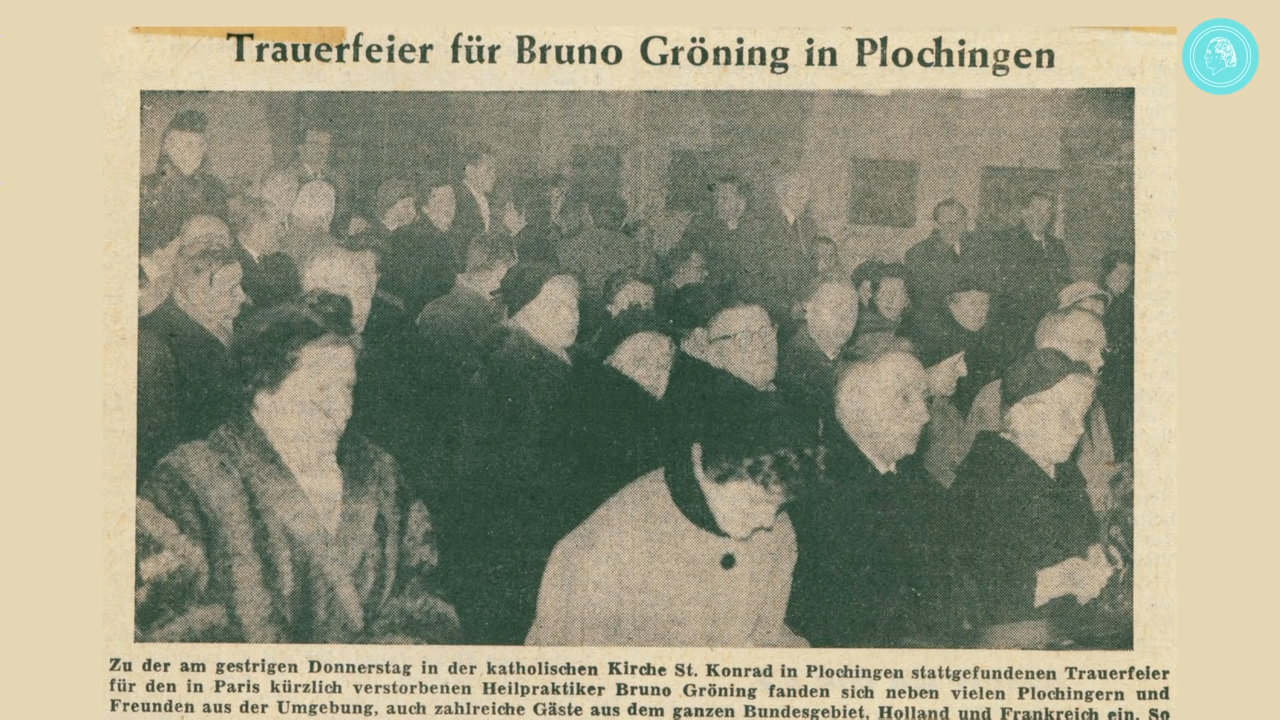 Trauerfeier für Bruno Gröning in Plochingen
Zu der am gestrigen Donnerstag in der katholischen Kirche St. Konrad in Plochingen stattgefundenen Trauerfeier
für den in Paris kürzlich verstorbenen Heilpraktiker Bruno Gröning fanden sich neben vielen Plochingern und
Freunden aus der Umgebung, auch zahlreiche Gäste aus dem ganzen Bundesgebiet, Holland und Frankreich ein. So